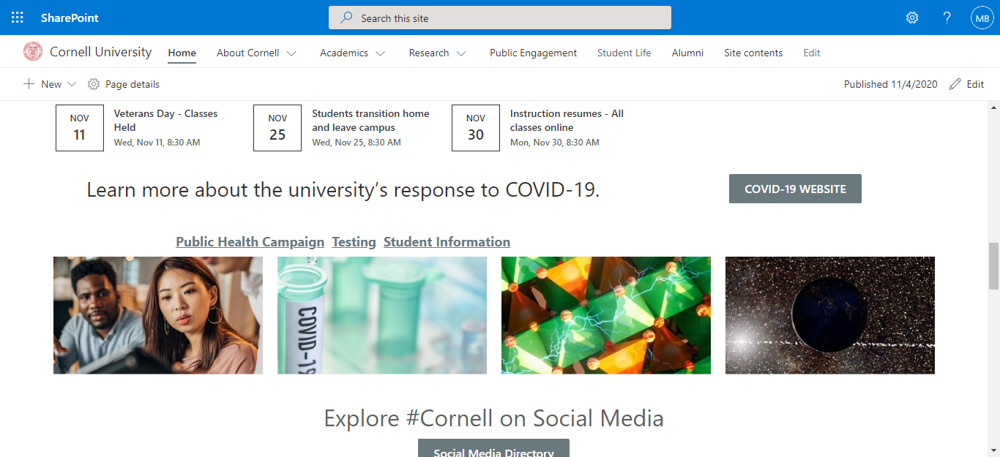 SharePoint
Search this site
MB
Cornell University
Home
About Cornell
Academics
Research
Public Engagement
Student Life
Alumni
Site contents
Edit
New
Page details
Published 11/4/2020
Edit
NOV
11
Veterans Day - Classes
Held
Wed, Nov 11, 8:30 AM
NOV
25
Students transition home
and leave campus
Wed, Nov 25, 8:30 AM
NOV
30
Instruction resumes - All
classes online
Mon, Nov 30, 8:30 AM
Learn more about the university’s response to COVID-19.
COVID-19 WEBSITE
Public Health Campaign Testing Student Information
COVID-19
Explore #Cornell on Social Media
Social Media Directory